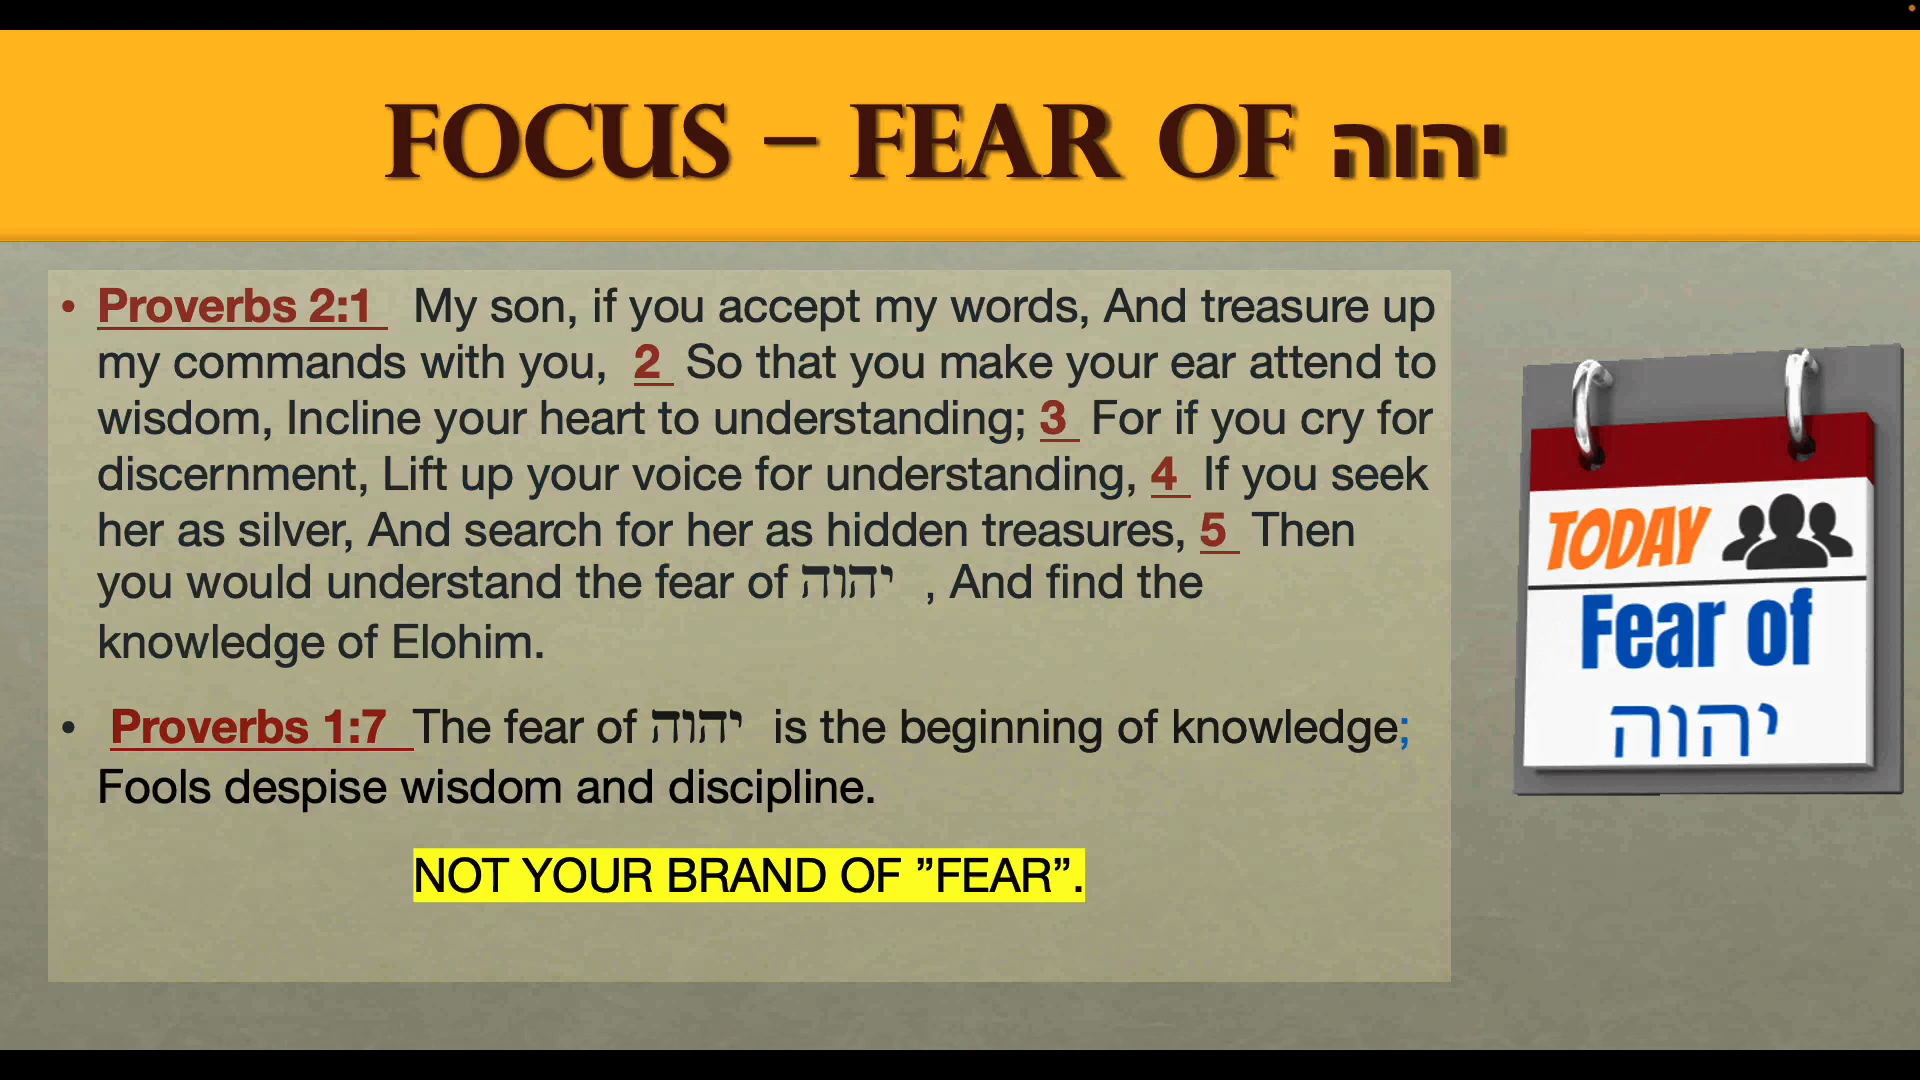 FOCUS – FEAR OF יהוה
• Proverbs 2:1 My son, if you accept my words, And treasure up
my commands with you, 2 So that you make your ear attend to
wisdom, Incline your heart to understanding; 3 For if you cry for
discernment, Lift up your voice for understanding, 4 If you seek
her as silver, And search for her as hidden treasures, 5 Then
you would understand the fear of יהוה , And find the
knowledge of Elohim.
• Proverbs 1:7 The fear of יהוה is the beginning of knowledge;
Fools despise wisdom and discipline.
NOT YOUR BRAND OF ”FEAR”.
TODAY
Fear of
יהוה